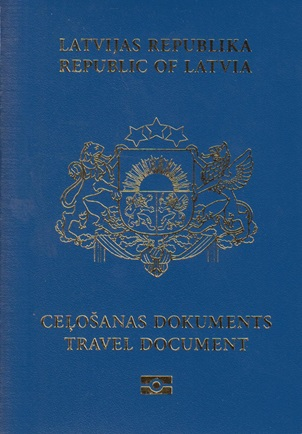 LATVIJAS REPUBLIKA
REPUBLIC OF LATVIA
CEĻOŠANAS DOKUMENTS
TRAVEL DOCUMENT